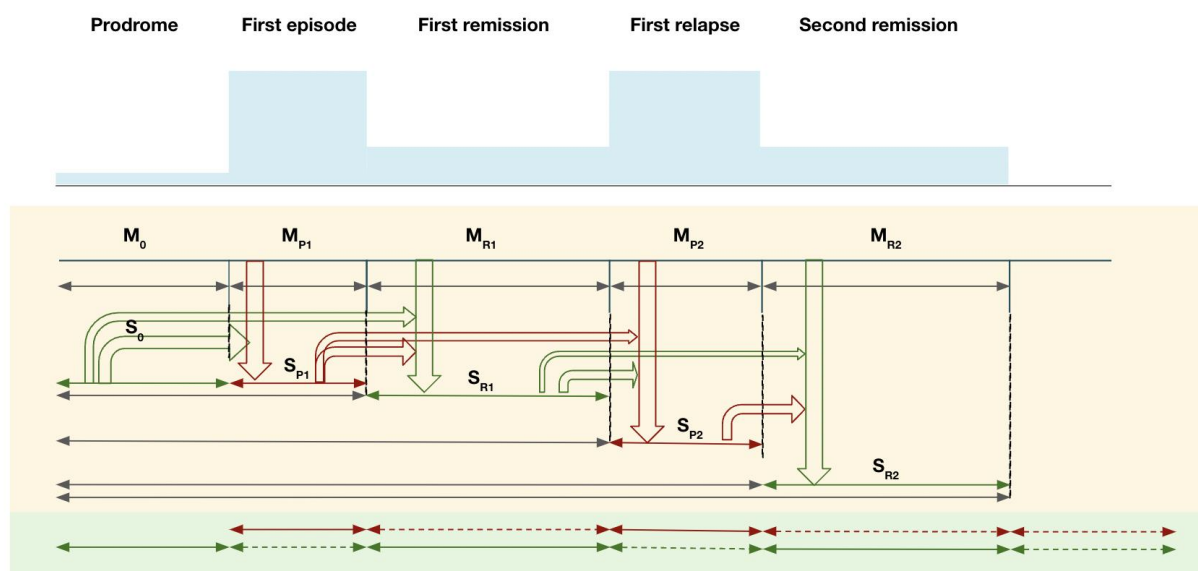 Prodrome First episode First remission First relapse Second remission
M0 MP1 MR1 MP2 MR2
S0
SP1
SR1
SP2
SR2